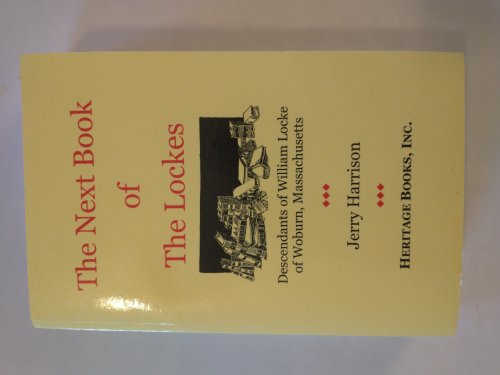 The Next Book
of
The Lockes
Descendants of William Locke
of Woburn, Massachusetts
Jerry Harrison
HERITAGE BOOKS, INC.